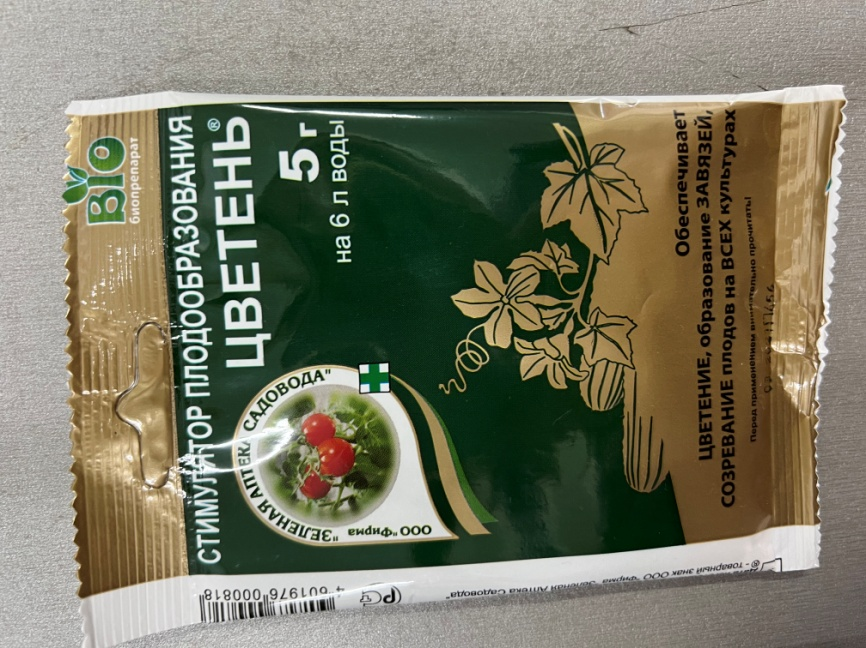 BIO
биопрепарат
СТИМУЛЯТОР ПЛОДООБРАЗОВАНИЯ
ЦВЕТЕНЬ®
5 г
на 6 л воды
ООО "Фирма "ЗЕЛЕНАЯ АПТЕКА САДОВОДА"
Обеспечивает
ЦВЕТЕНИЕ, образование ЗАВЯЗЕЙ,
СОЗРЕВАНИЕ ПЛОДОВ на ВСЕХ КУЛЬТУРАХ
Перед применением внимательно прочитать!
4 601976 000818
® - товарный знак ООО "Фирма "Зеленая Аптека Садовода"